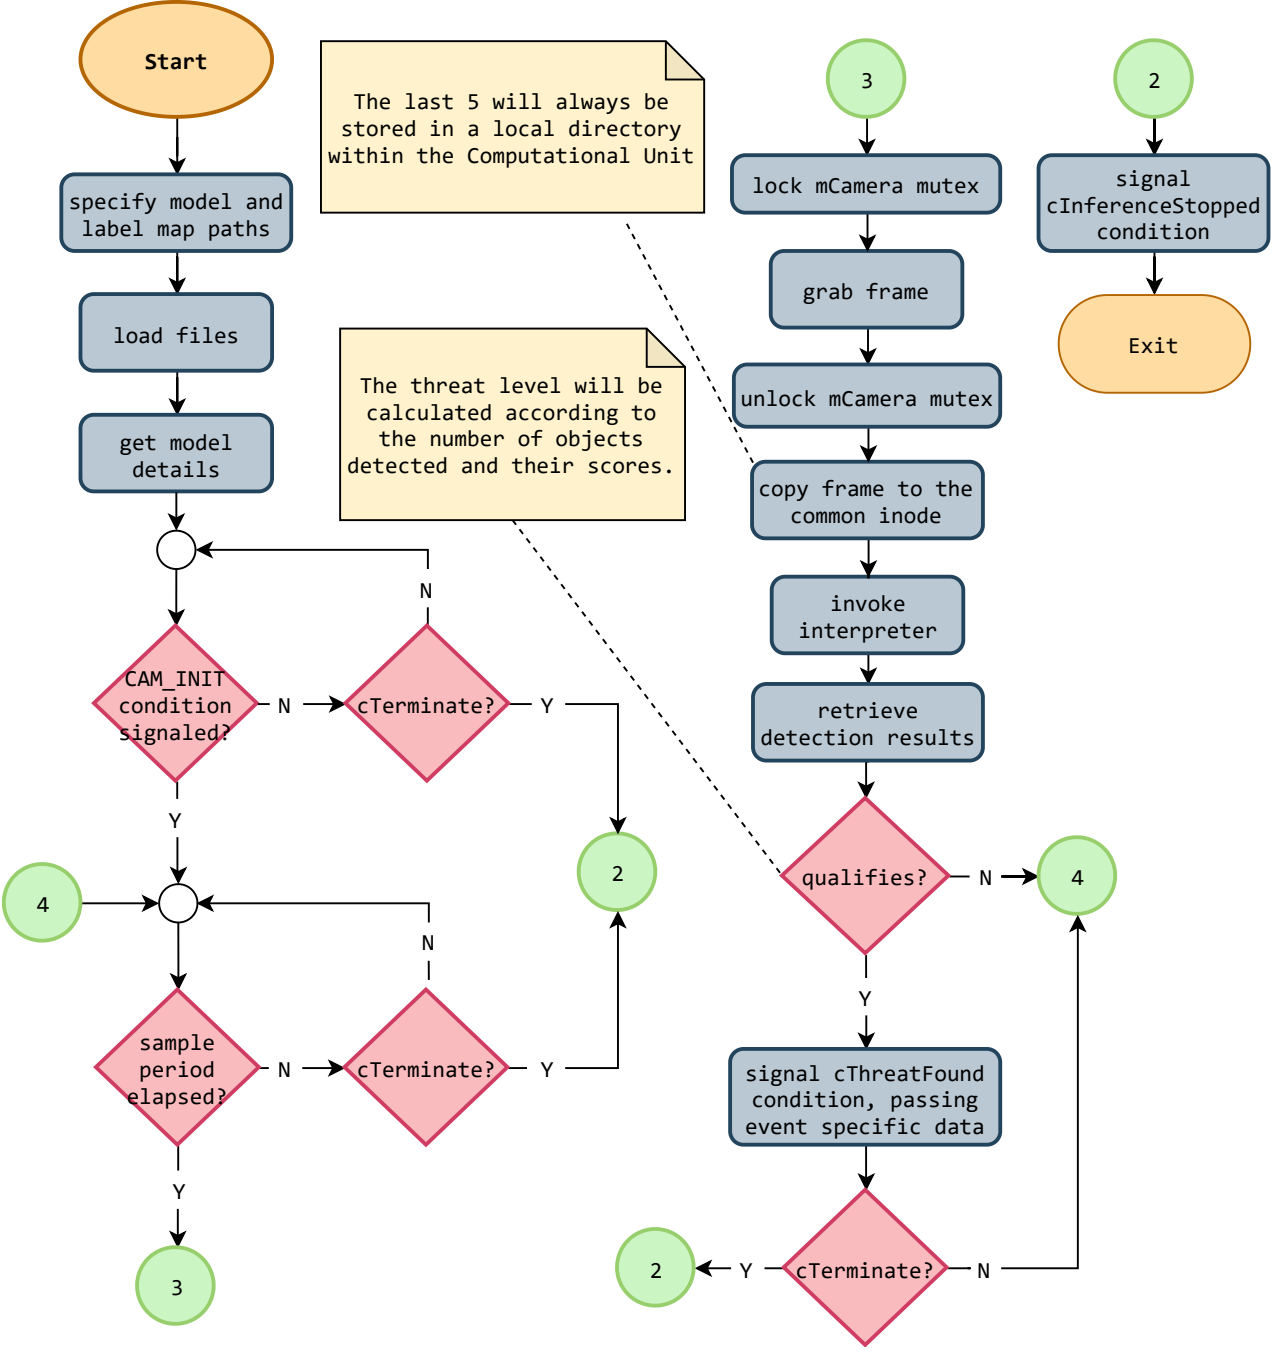 Start
specify model and
label map paths
load files
get model
details
CAM_INIT
condition
signaled?
N
cTerminate?
N
Y
Y
4
sample
period
elapsed?
N
cTerminate?
N
Y
2
Y
3
The last 5 will always be
stored in a local directory
within the Computational Unit
The threat level will be
calculated according to
the number of objects
detected and their scores.
3
lock mCamera mutex
grab frame
unlock mCamera mutex
copy frame to the
common inode
invoke
interpreter
retrieve
detection results
qualifies?
N
4
Y
signal cThreatFound
condition, passing
event specific data
cTerminate?
Y
2
N
2
signal
cInferenceStopped
condition
Exit